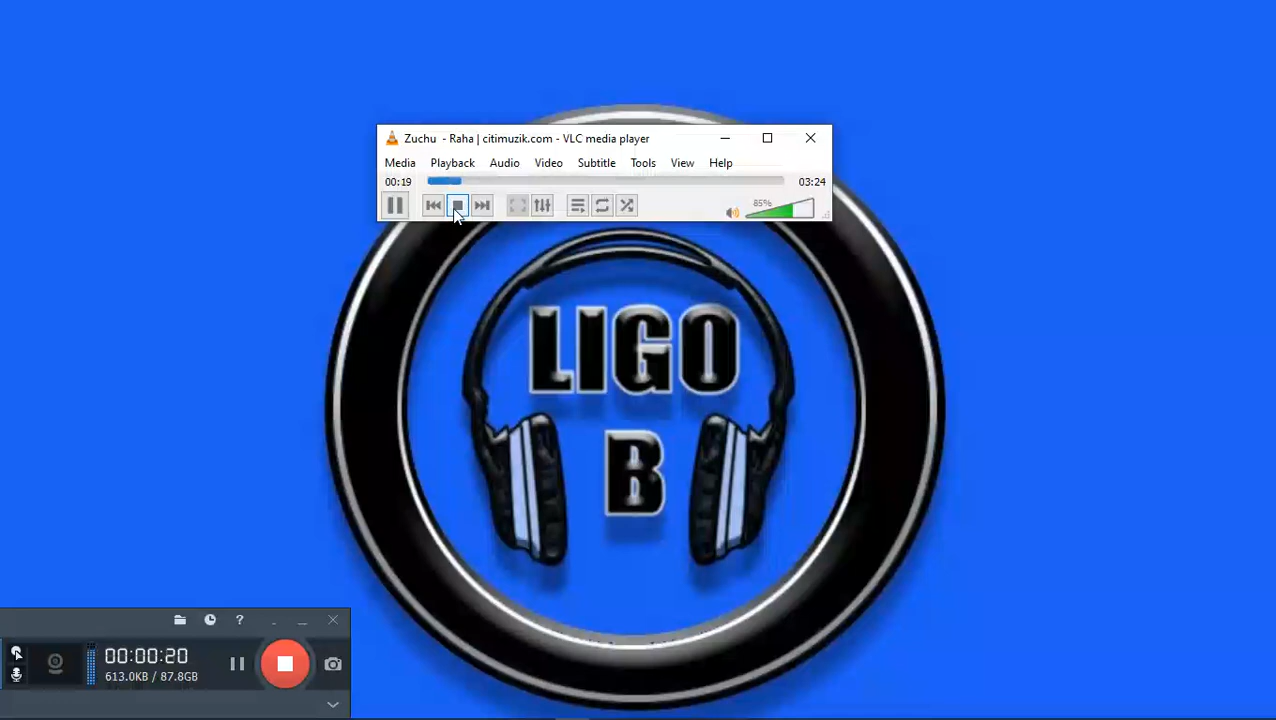 Zuchu - Raha | citimuzik.com - VLC media player
Media Playback Audio Video Subtitle Tools View Help
00:19 03:24
85%
LIGO
B
?
00:00:20
613.0KB / 87.8GB